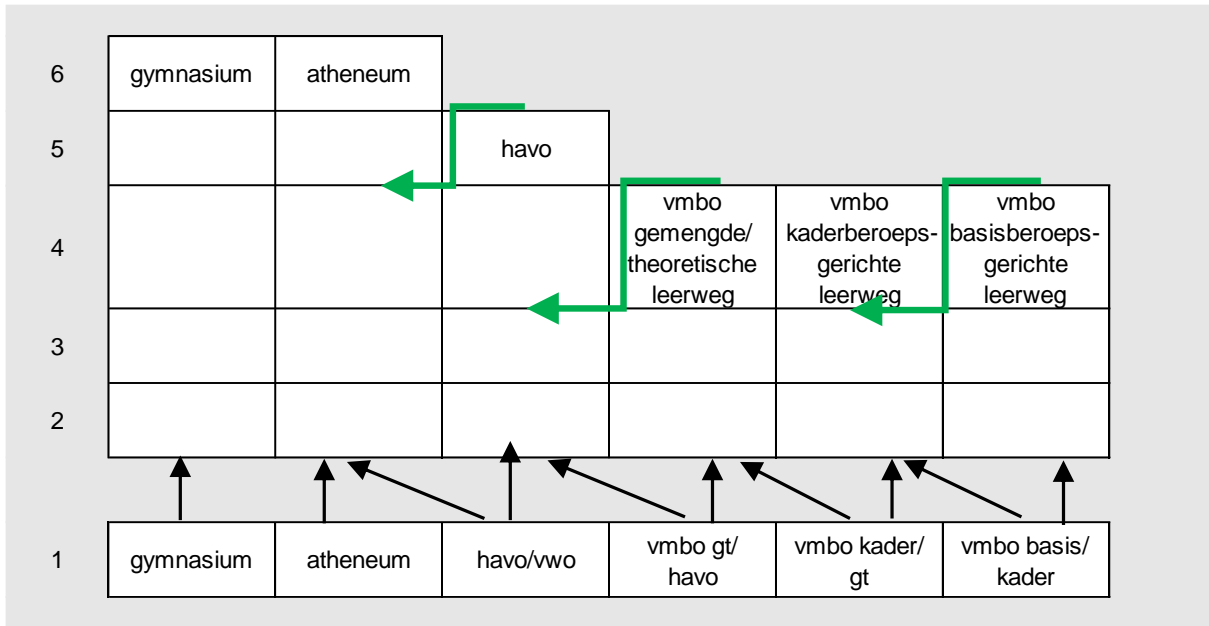 6
gymnasium
atheneum
5
havo
4
vmbo
gemengde/
theoretische
leerweg
vmbo
kaderberoeps-
gerichte
leerweg
vmbo
basisberoeps-
gerichte
leerweg
3
2
1
gymnasium
atheneum
havo/vwo
vmbo gt/
havo
vmbo kader/
gt
vmbo basis/
kader